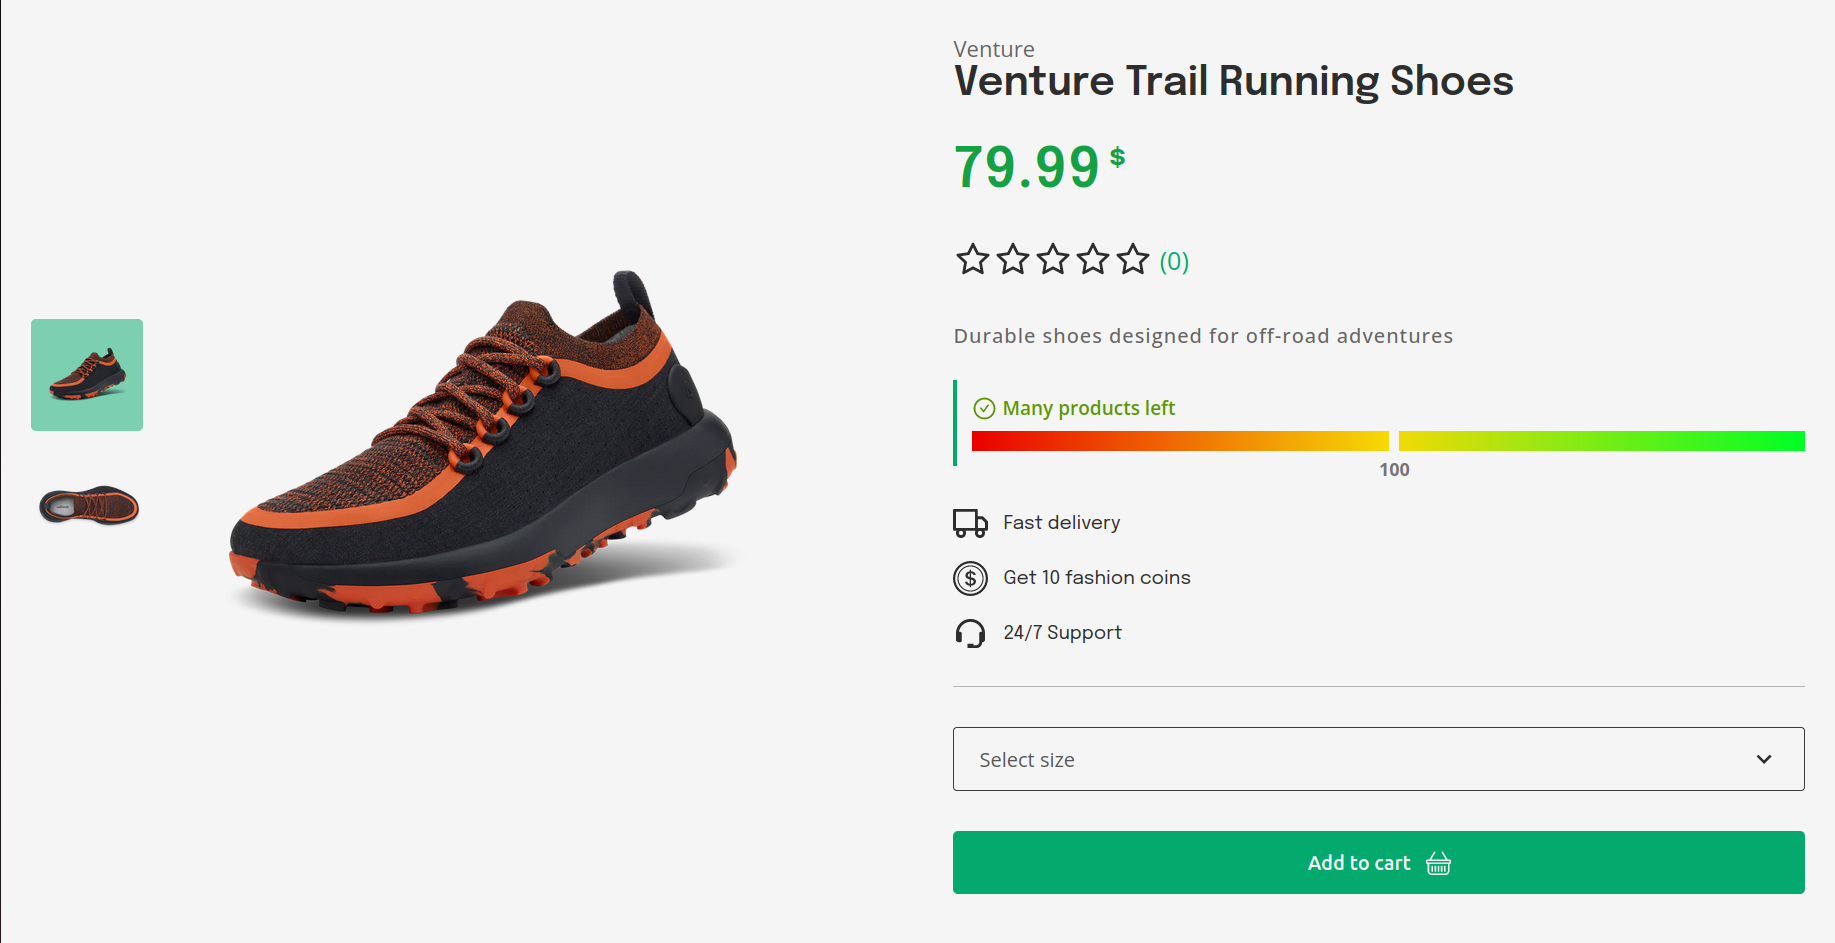 Venture
Venture Trail Running Shoes
79.99 $
(0)
Durable shoes designed for off-road adventures
Many products left
100
Fast delivery
Get 10 fashion coins
24/7 Support
Select size
Add to cart